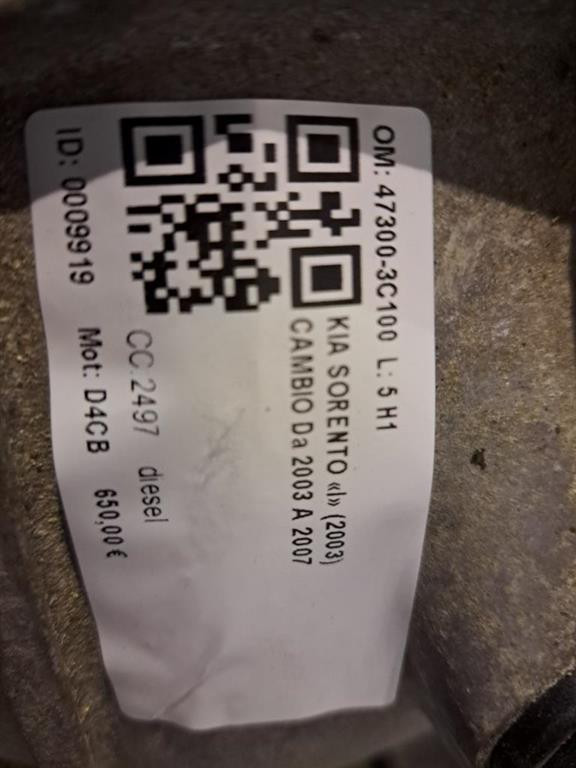 OM: 47300-3C100 L: 5 H1
KIA SORENTO «I» (2003)
CAMBIO Da 2003 A 2007
CC:2497 diesel
Mot: D4CB 650,00 €
ID: 0009919